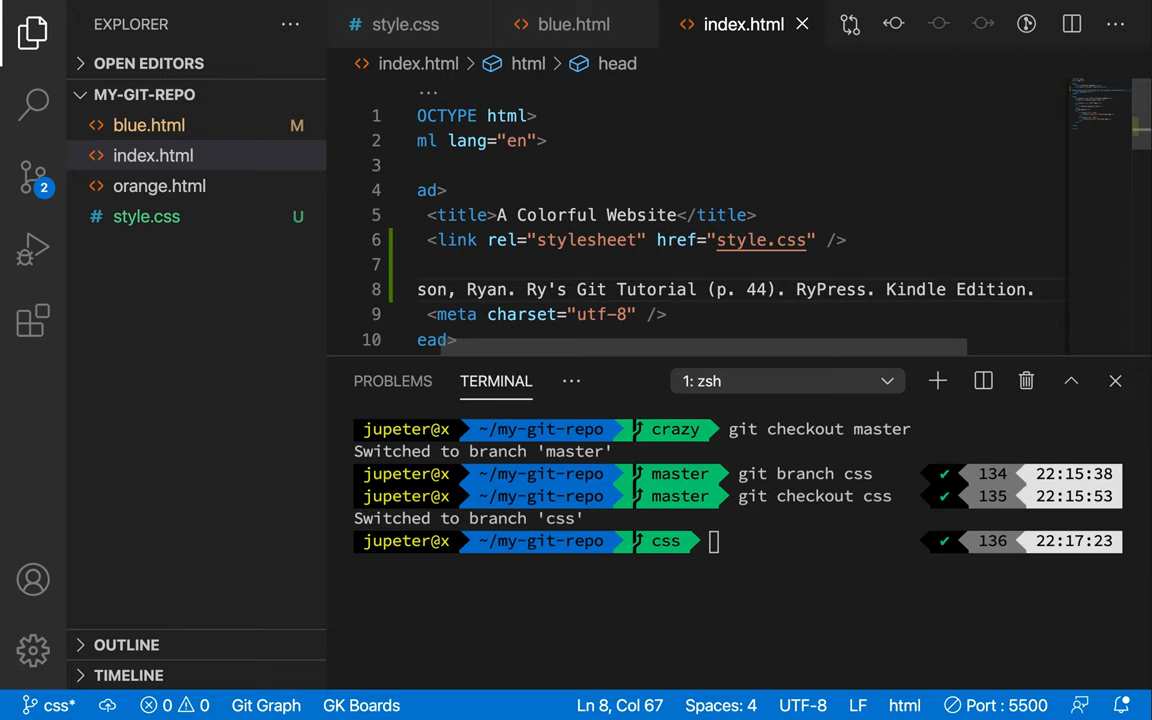 EXPLORER
OPEN EDITORS
MY-GIT-REPO
blue.html M
index.html
orange.html
style.css U
OUTLINE
TIMELINE
2
# style.css
blue.html
index.html
index.html > html > head
1 OCTYPE html>
2 ml lang="en">
3
4 ad>
5 <title>A Colorful Website</title>
6 <link rel="stylesheet" href="style.css" />
7
8 son, Ryan. Ry's Git Tutorial (p. 44). RyPress. Kindle Edition.
9 <meta charset="utf-8" />
10 ead>
PROBLEMS TERMINAL ... 1: zsh
jupeter@x ~/my-git-repo crazy git checkout master
Switched to branch 'master'
jupeter@x ~/my-git-repo master git branch css ✔ 134 22:15:38
jupeter@x ~/my-git-repo master git checkout css ✔ 135 22:15:53
Switched to branch 'css'
jupeter@x ~/my-git-repo css ✔ 136 22:17:23
css* 0 0 Git Graph GK Boards Ln 8, Col 67 Spaces: 4 UTF-8 LF html Port : 5500